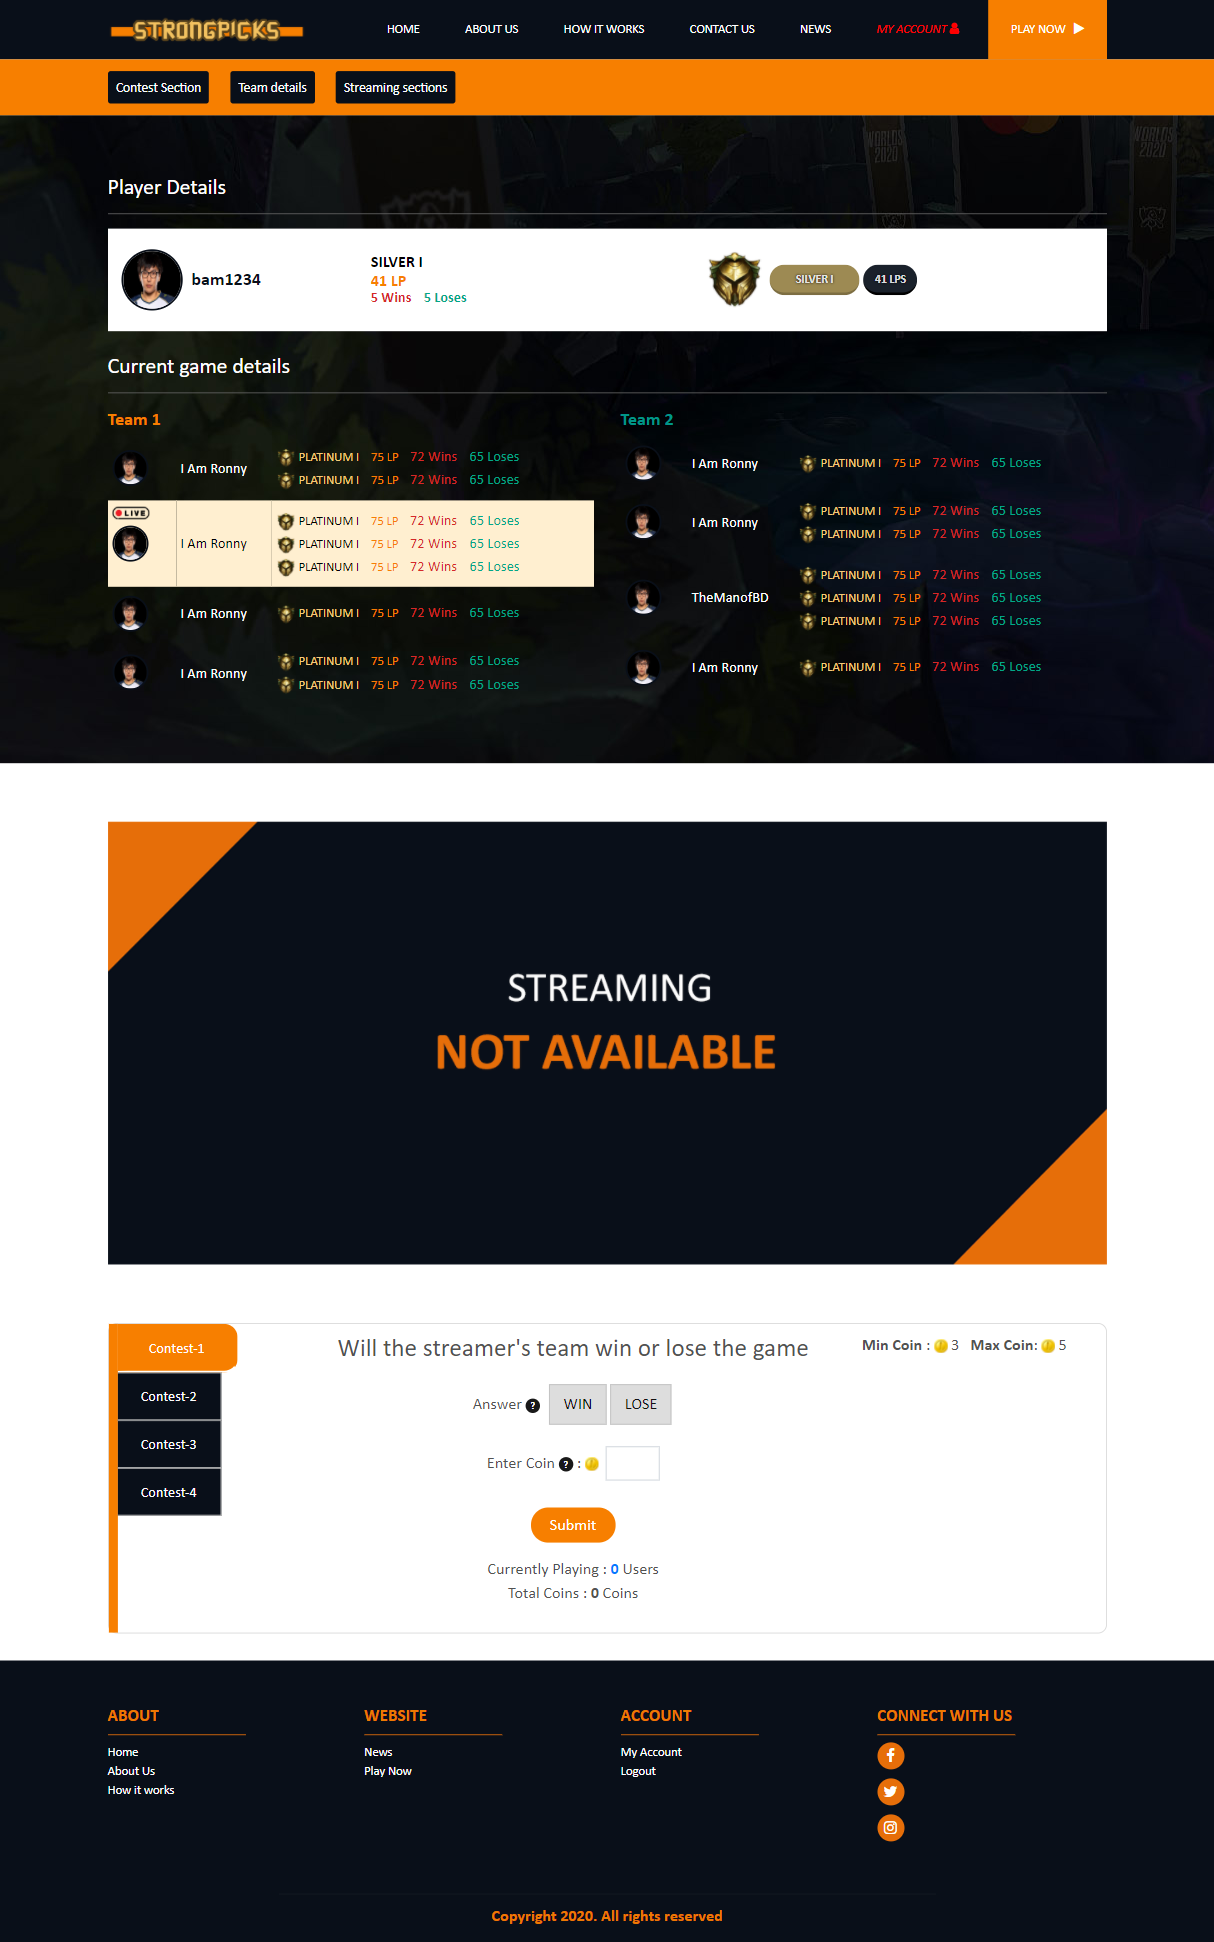 STRONGPICKS
HOME ABOUT US HOW IT WORKS CONTACT US NEWS MY ACCOUNT PLAY NOW
Contest Section Team details Streaming sections
WORLDS 2020
WORLDS 2020
Player Details
bam1234
SILVER I
41 LP
5 Wins 5 Loses
SILVER I 41 LPS
Current game details
Team 1
I Am Ronny
PLATINUM I 75 LP 72 Wins 65 Loses
PLATINUM I 75 LP 72 Wins 65 Loses
LIVE
I Am Ronny
PLATINUM I 75 LP 72 Wins 65 Loses
PLATINUM I 75 LP 72 Wins 65 Loses
PLATINUM I 75 LP 72 Wins 65 Loses
I Am Ronny
PLATINUM I 75 LP 72 Wins 65 Loses
I Am Ronny
PLATINUM I 75 LP 72 Wins 65 Loses
PLATINUM I 75 LP 72 Wins 65 Loses
Team 2
I Am Ronny
PLATINUM I 75 LP 72 Wins 65 Loses
I Am Ronny
PLATINUM I 75 LP 72 Wins 65 Loses
PLATINUM I 75 LP 72 Wins 65 Loses
TheManofBD
PLATINUM I 75 LP 72 Wins 65 Loses
PLATINUM I 75 LP 72 Wins 65 Loses
PLATINUM I 75 LP 72 Wins 65 Loses
I Am Ronny
PLATINUM I 75 LP 72 Wins 65 Loses
STREAMING
NOT AVAILABLE
Contest-1
Contest-2
Contest-3
Contest-4
Will the streamer's team win or lose the game
Min Coin : 3 Max Coin: 5
Answer ? WIN LOSE
Enter Coin ? :
Submit
Currently Playing : 0 Users
Total Coins : 0 Coins
ABOUT
Home
About Us
How it works
WEBSITE
News
Play Now
ACCOUNT
My Account
Logout
CONNECT WITH US
Copyright 2020. All rights reserved